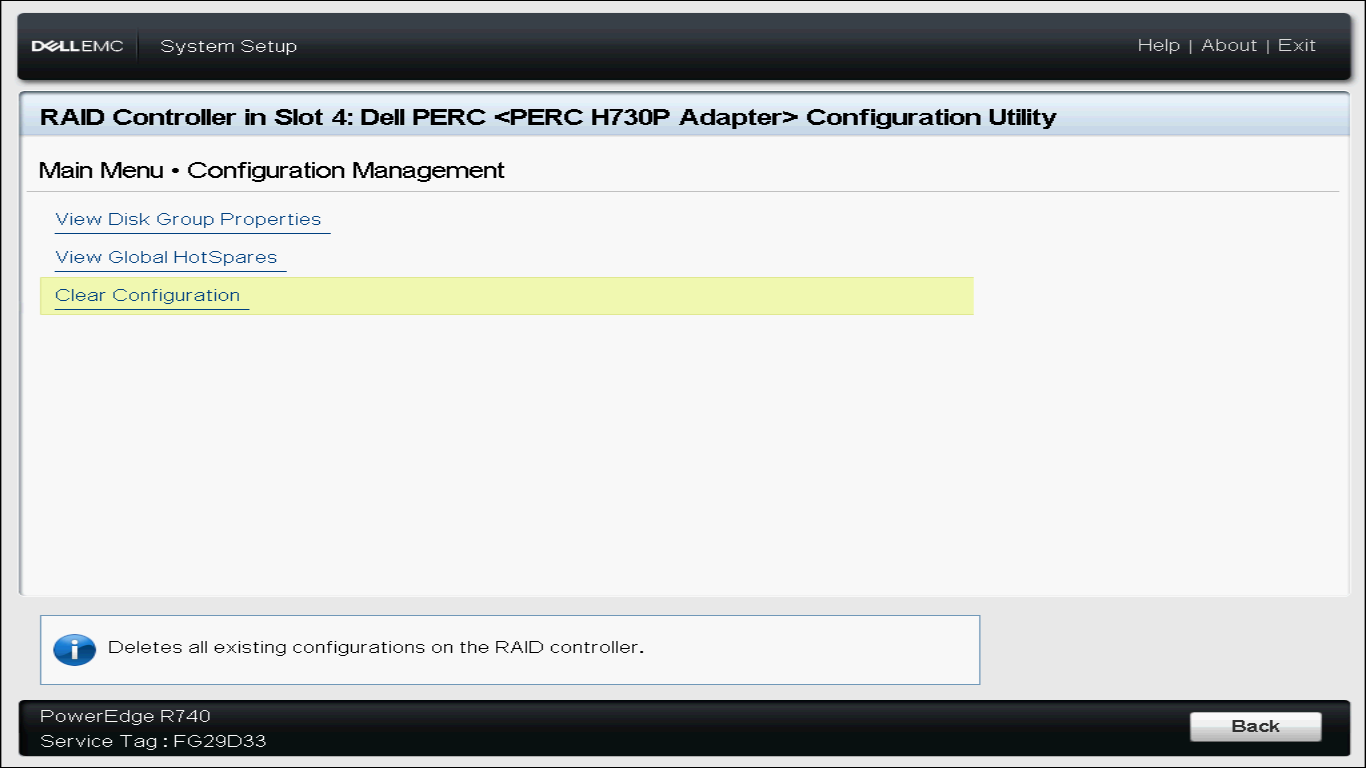 DELLEMC System Setup Help | About | Exit
RAID Controller in Slot 4: Dell PERC <PERC H730P Adapter> Configuration Utility
Main Menu • Configuration Management
View Disk Group Properties
View Global HotSpares
Clear Configuration
Deletes all existing configurations on the RAID controller.
PowerEdge R740
Service Tag : FG29D33
Back